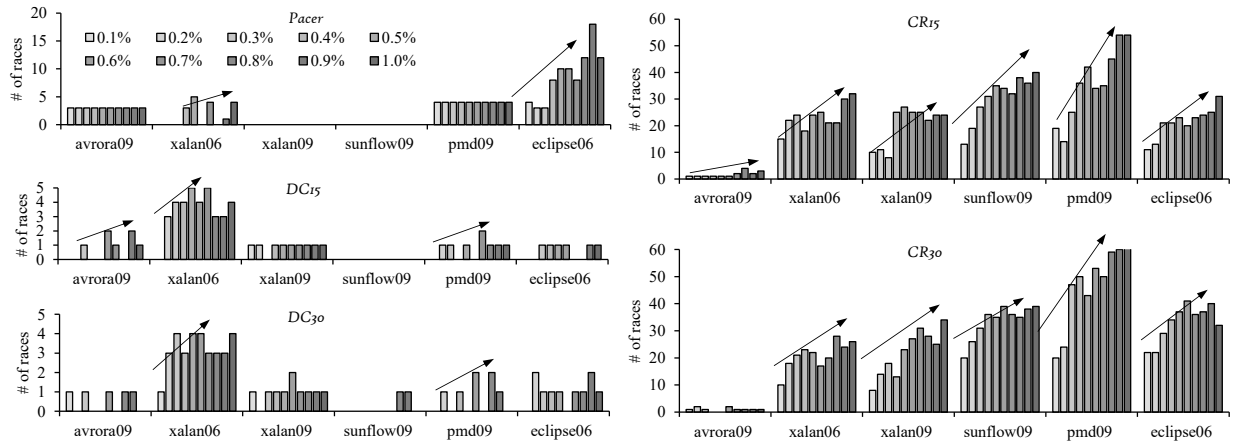 Pacer
# of races
20
15
10
5
0
0.1% 0.2% 0.3% 0.4% 0.5%
0.6% 0.7% 0.8% 0.9% 1.0%
avrora09 xalan06 xalan09 sunflow09 pmd09 eclipse06
DC15
# of races
5
4
3
2
1
0
avrora09 xalan06 xalan09 sunflow09 pmd09 eclipse06
DC30
# of races
5
4
3
2
1
0
avrora09 xalan06 xalan09 sunflow09 pmd09 eclipse06
CR15
# of races
60
50
40
30
20
10
0
avrora09 xalan06 xalan09 sunflow09 pmd09 eclipse06
CR30
# of races
60
50
40
30
20
10
0
avrora09 xalan06 xalan09 sunflow09 pmd09 eclipse06